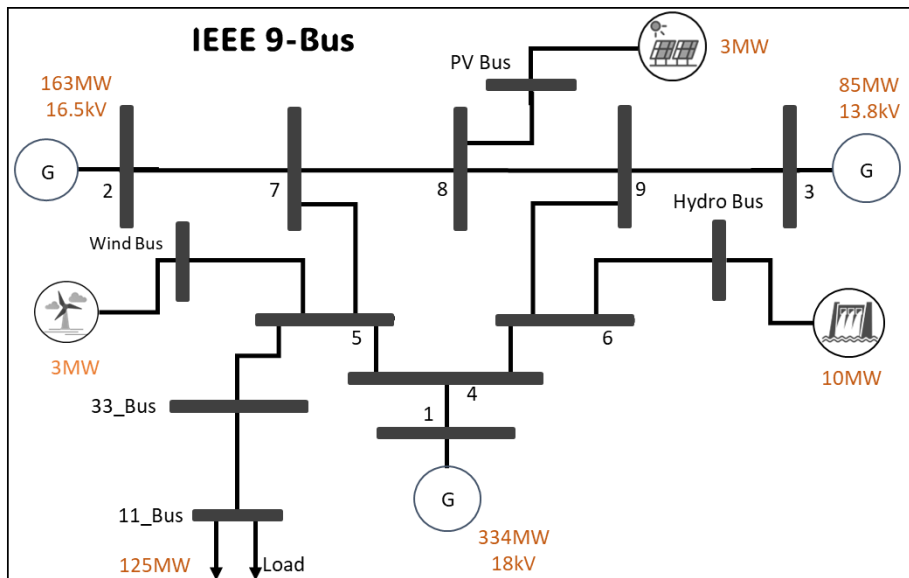 IEEE 9-Bus
3MW
PV Bus
163MW
16.5kV
85MW
13.8kV
G
2
7
8
9
3
G
Hydro Bus
Wind Bus
5
6
3MW
10MW
4
33_Bus
1
G
11_Bus
125MW
Load
334MW
18kV